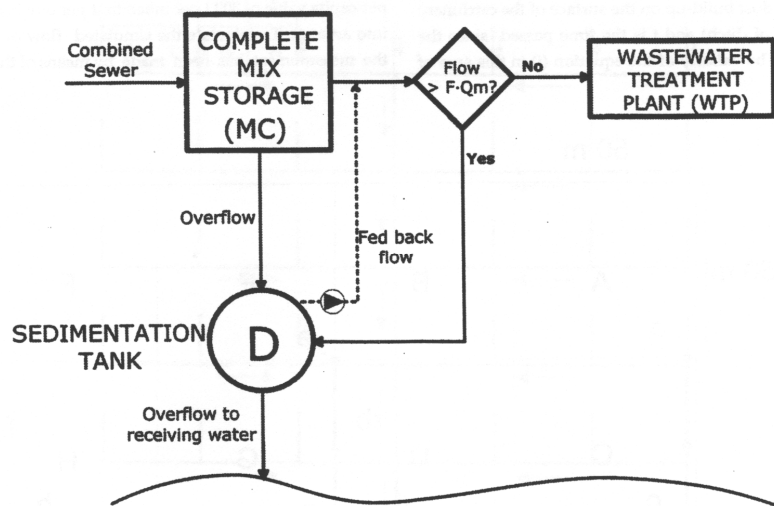 Combined
Sewer
COMPLETE
MIX
STORAGE
(MC)
Flow
> F·Qm?
No
WASTEWATER
TREATMENT
PLANT (WTP)
Yes
Overflow
Fed back
flow
SEDIMENTATION
TANK
D
Overflow to
receiving water